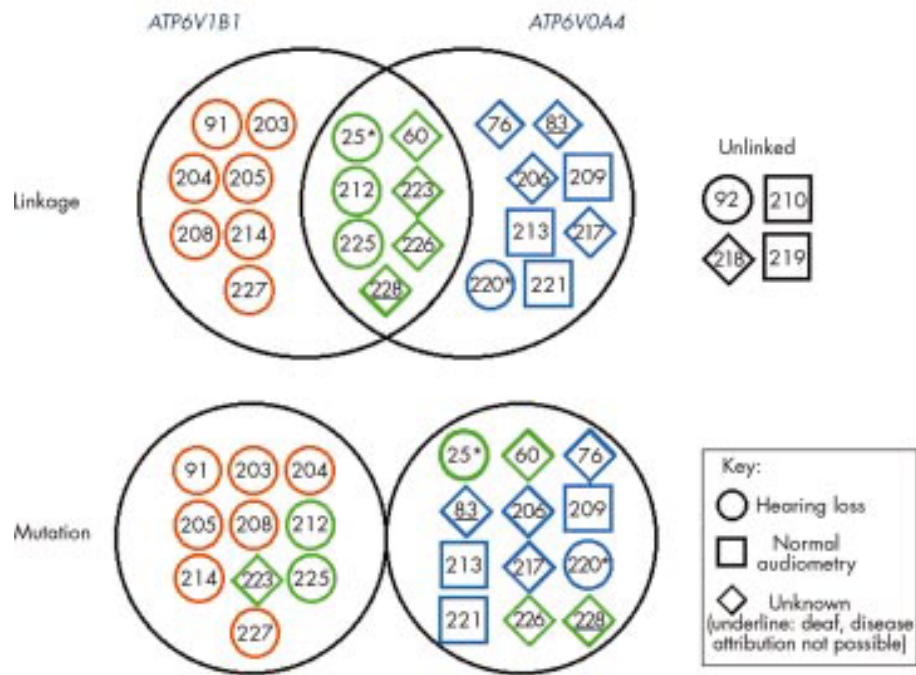 ATP6V1B1 ATP6V0A4
91 203 25* 60 76 83
Unlinked
204 205 212 223 206 209 92 210
Linkage
208 214 225 226 213 217 218 219
227 228 220* 221
25* 60 76
91 203 204
Key:
83 206 209 Hearing loss
205 208 212
Mutation
Normal
audiometry
213 217 220*
214 223 225
Unknown
221 226 228 (underline: deaf, disease
attribution not possible)
227